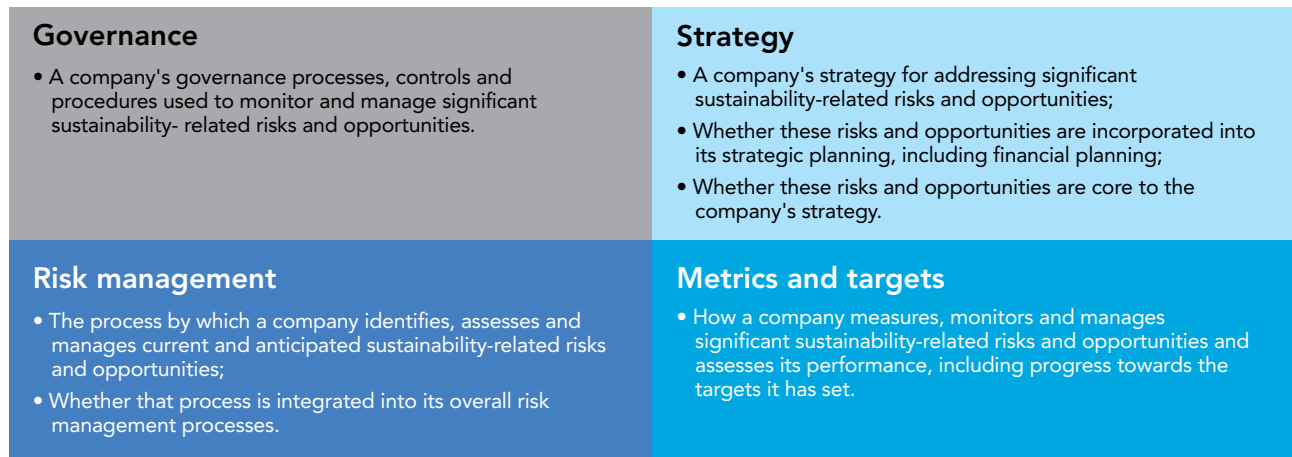 Governance
• A company's governance processes, controls and
procedures used to monitor and manage significant
sustainability- related risks and opportunities.
Strategy
• A company's strategy for addressing significant
sustainability-related risks and opportunities;
• Whether these risks and opportunities are incorporated into
its strategic planning, including financial planning;
• Whether these risks and opportunities are core to the
company's strategy.
Risk management
• The process by which a company identifies, assesses and
manages current and anticipated sustainability-related risks
and opportunities;
• Whether that process is integrated into its overall risk
management processes.
Metrics and targets
• How a company measures, monitors and manages
significant sustainability-related risks and opportunities and
assesses its performance, including progress towards the
targets it has set.